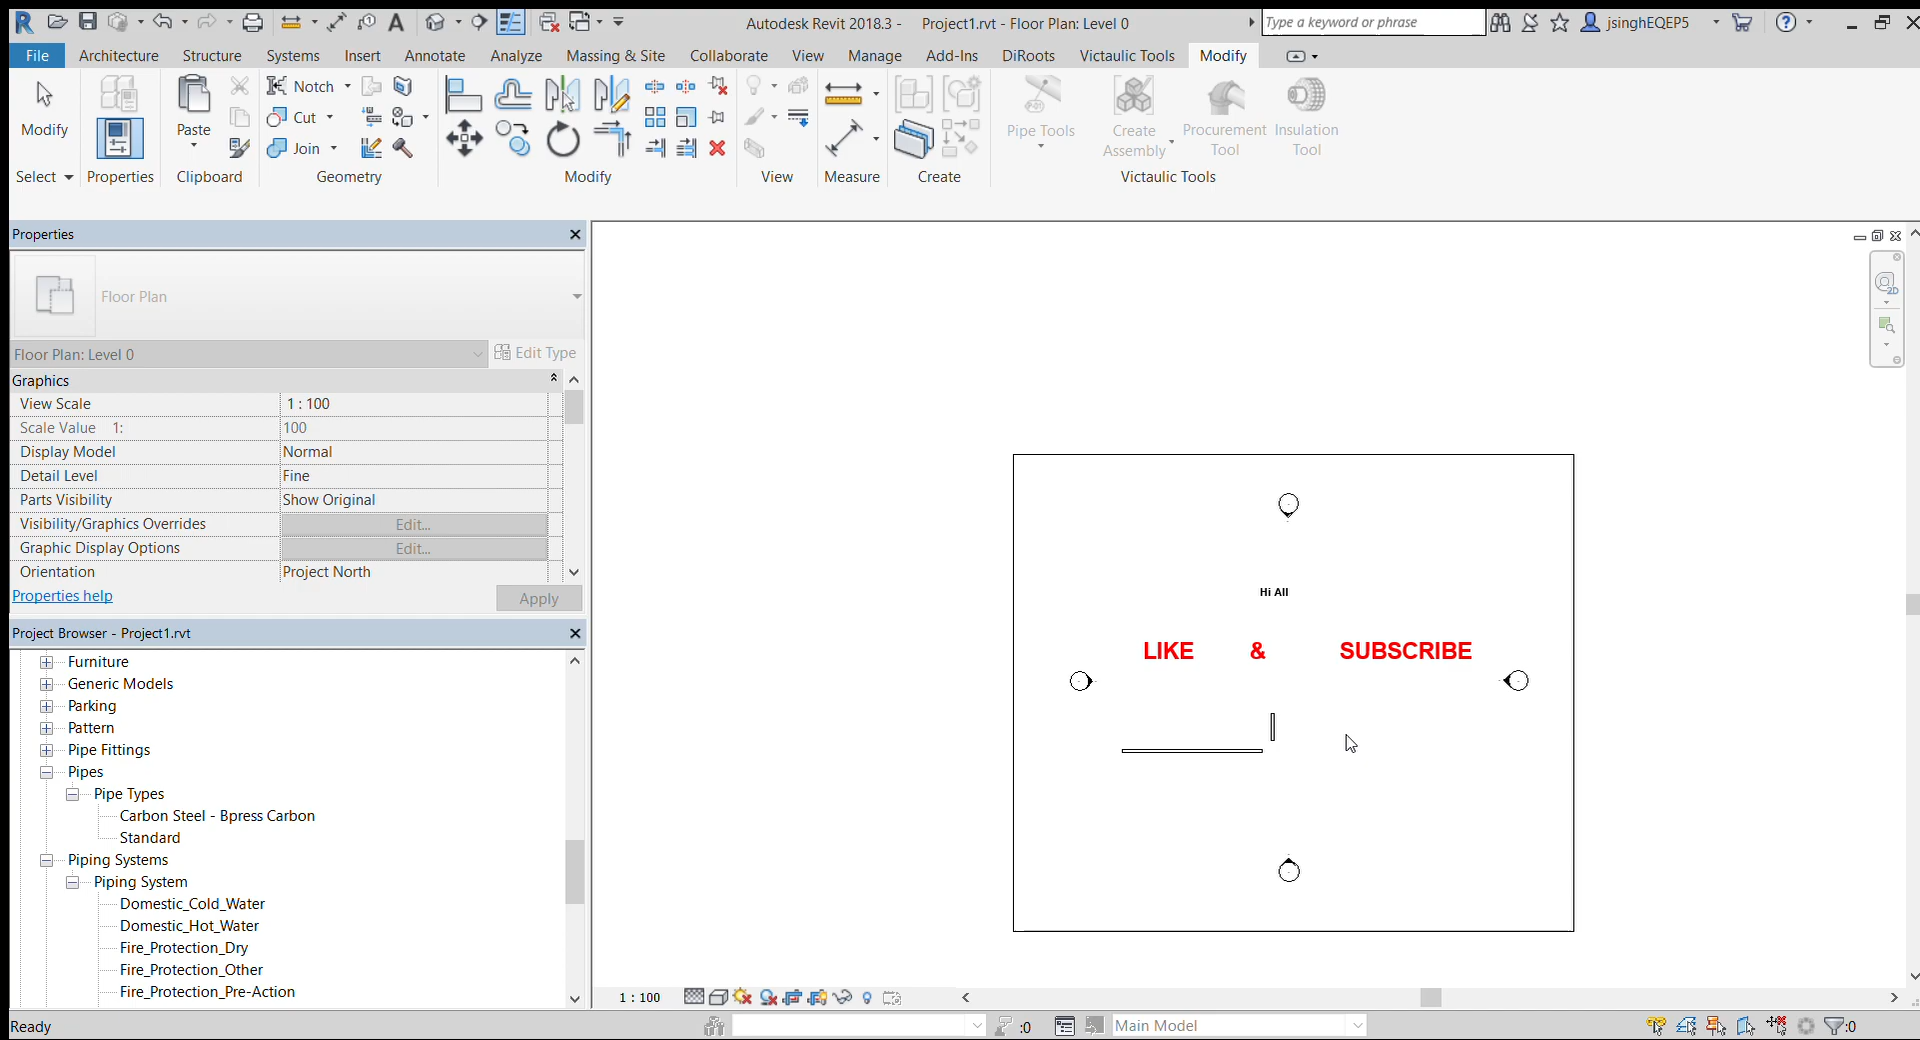 Autodesk Revit 2018.3 - Project1.rvt - Floor Plan: Level 0
Type a keyword or phrase
jsinghEQEP5
File Architecture Structure Systems Insert Annotate Analyze Massing & Site Collaborate View Manage Add-Ins DiRoots Victaulic Tools Modify
Modify
Paste
Notch
Cut
Join
Pipe Tools
Create Assembly
Procurement Tool
Insulation Tool
Select Properties Clipboard Geometry Modify View Measure Create Victaulic Tools
Properties
Floor Plan
Floor Plan: Level 0 Edit Type
Graphics
View Scale 1 : 100
Scale Value 1: 100
Display Model Normal
Detail Level Fine
Parts Visibility Show Original
Visibility/Graphics Overrides Edit...
Graphic Display Options Edit...
Orientation Project North
Properties help Apply
Project Browser - Project1.rvt
Furniture
Generic Models
Parking
Pattern
Pipe Fittings
Pipes
Pipe Types
Carbon Steel - Bpress Carbon
Standard
Piping Systems
Piping System
Domestic_Cold_Water
Domestic_Hot_Water
Fire_Protection_Dry
Fire_Protection_Other
Fire_Protection_Pre-Action
2D
Hi All
LIKE & SUBSCRIBE
1 : 100
Ready :0 Main Model :0